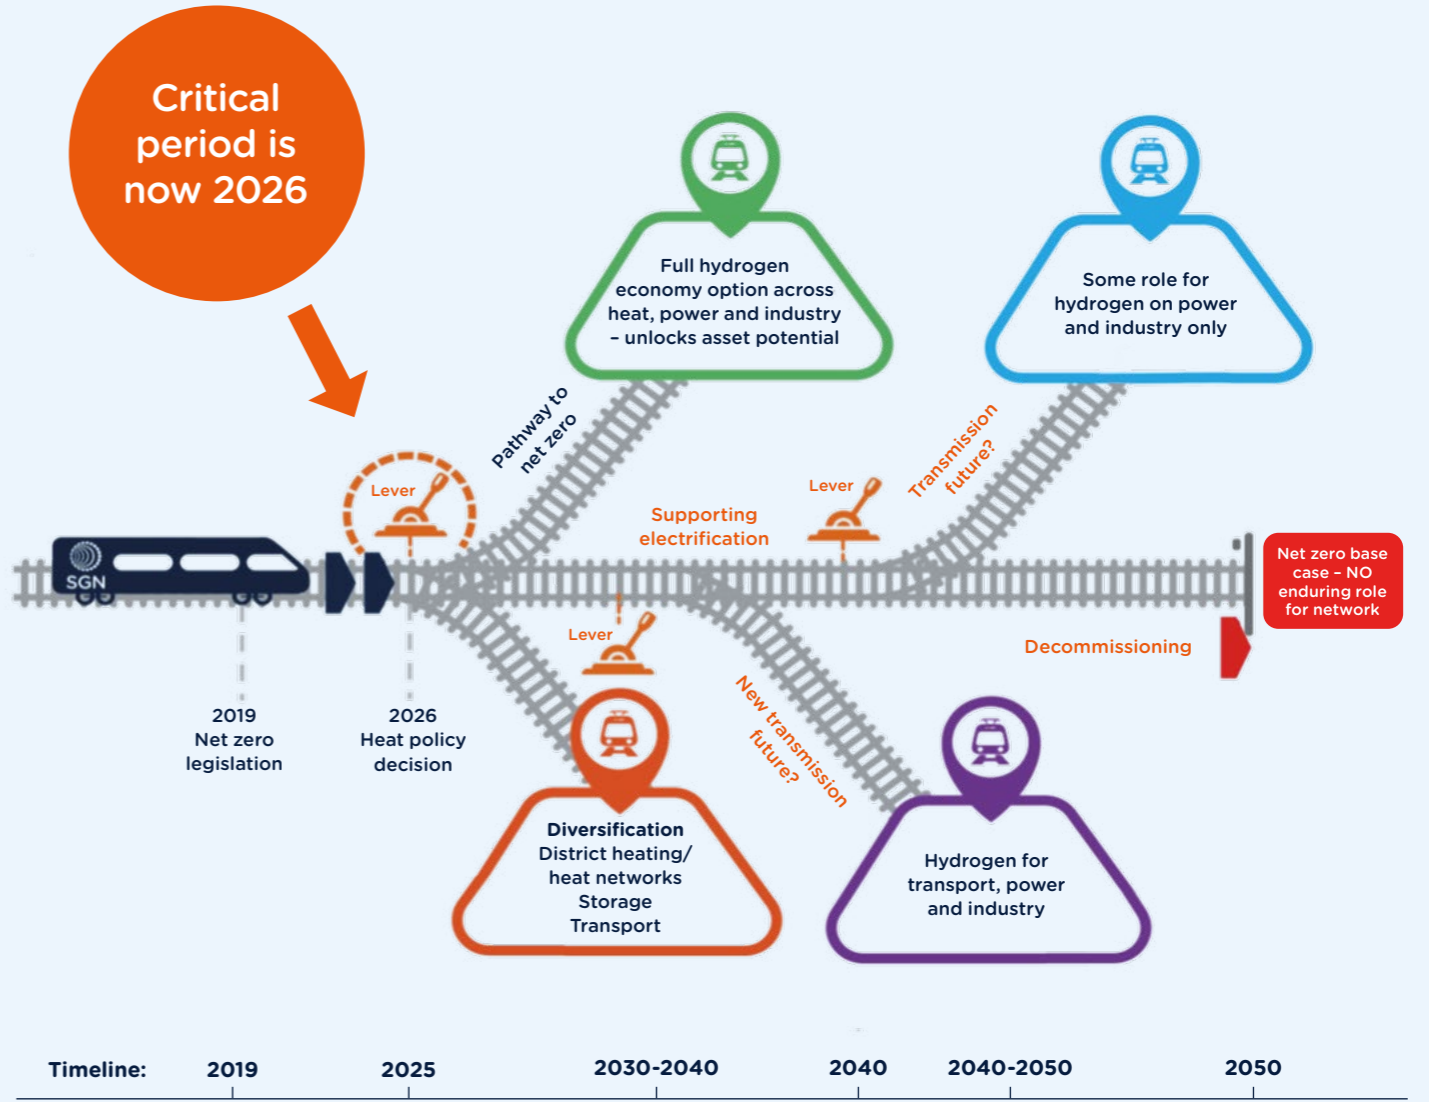 Critical
period is
now 2026
Full hydrogen
economy option across
heat, power and industry
– unlocks asset potential
Some role for
hydrogen on power
and industry only
Pathway to
net zero
Transmission
future?
Lever
Lever
Supporting
electrification
SGN
Net zero base
case – NO
enduring role
for network
Lever
Decommissioning
New transmission
future?
2019
Net zero
legislation
2026
Heat policy
decision
Diversification
District heating/
heat networks
Storage
Transport
Hydrogen for
transport, power
and industry
Timeline: 2019 2025 2030-2040 2040 2040-2050 2050